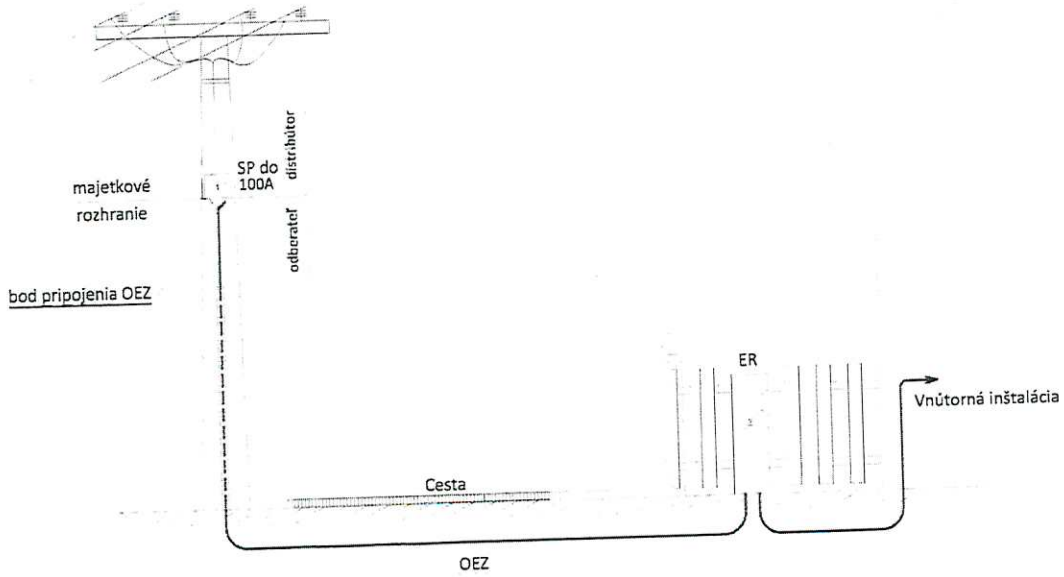 distribútor
SP do
100A
majetkové
rozhranie
odberateľ
bod pripojenia OEZ
ER
Vnútorná inštalácia
Cesta
OEZ